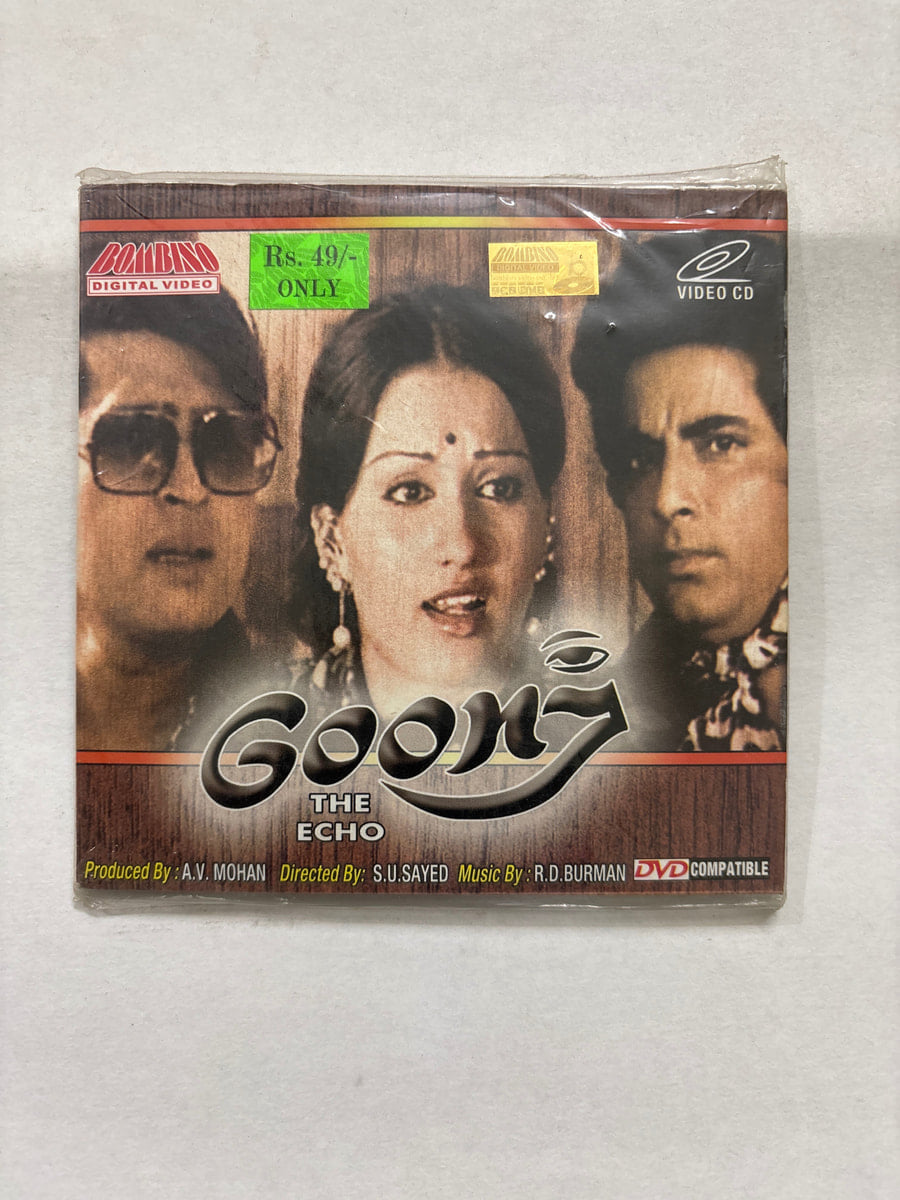 BOMBINO
DIGITAL VIDEO
Rs. 49/-
ONLY
BOMBINO
DIGITAL VIDEO
VIDEO CD
Goonj
THE
ECHO
Produced By : A.V. MOHAN Directed By: S.U.SAYED Music By : R.D.BURMAN DVD COMPATIBLE